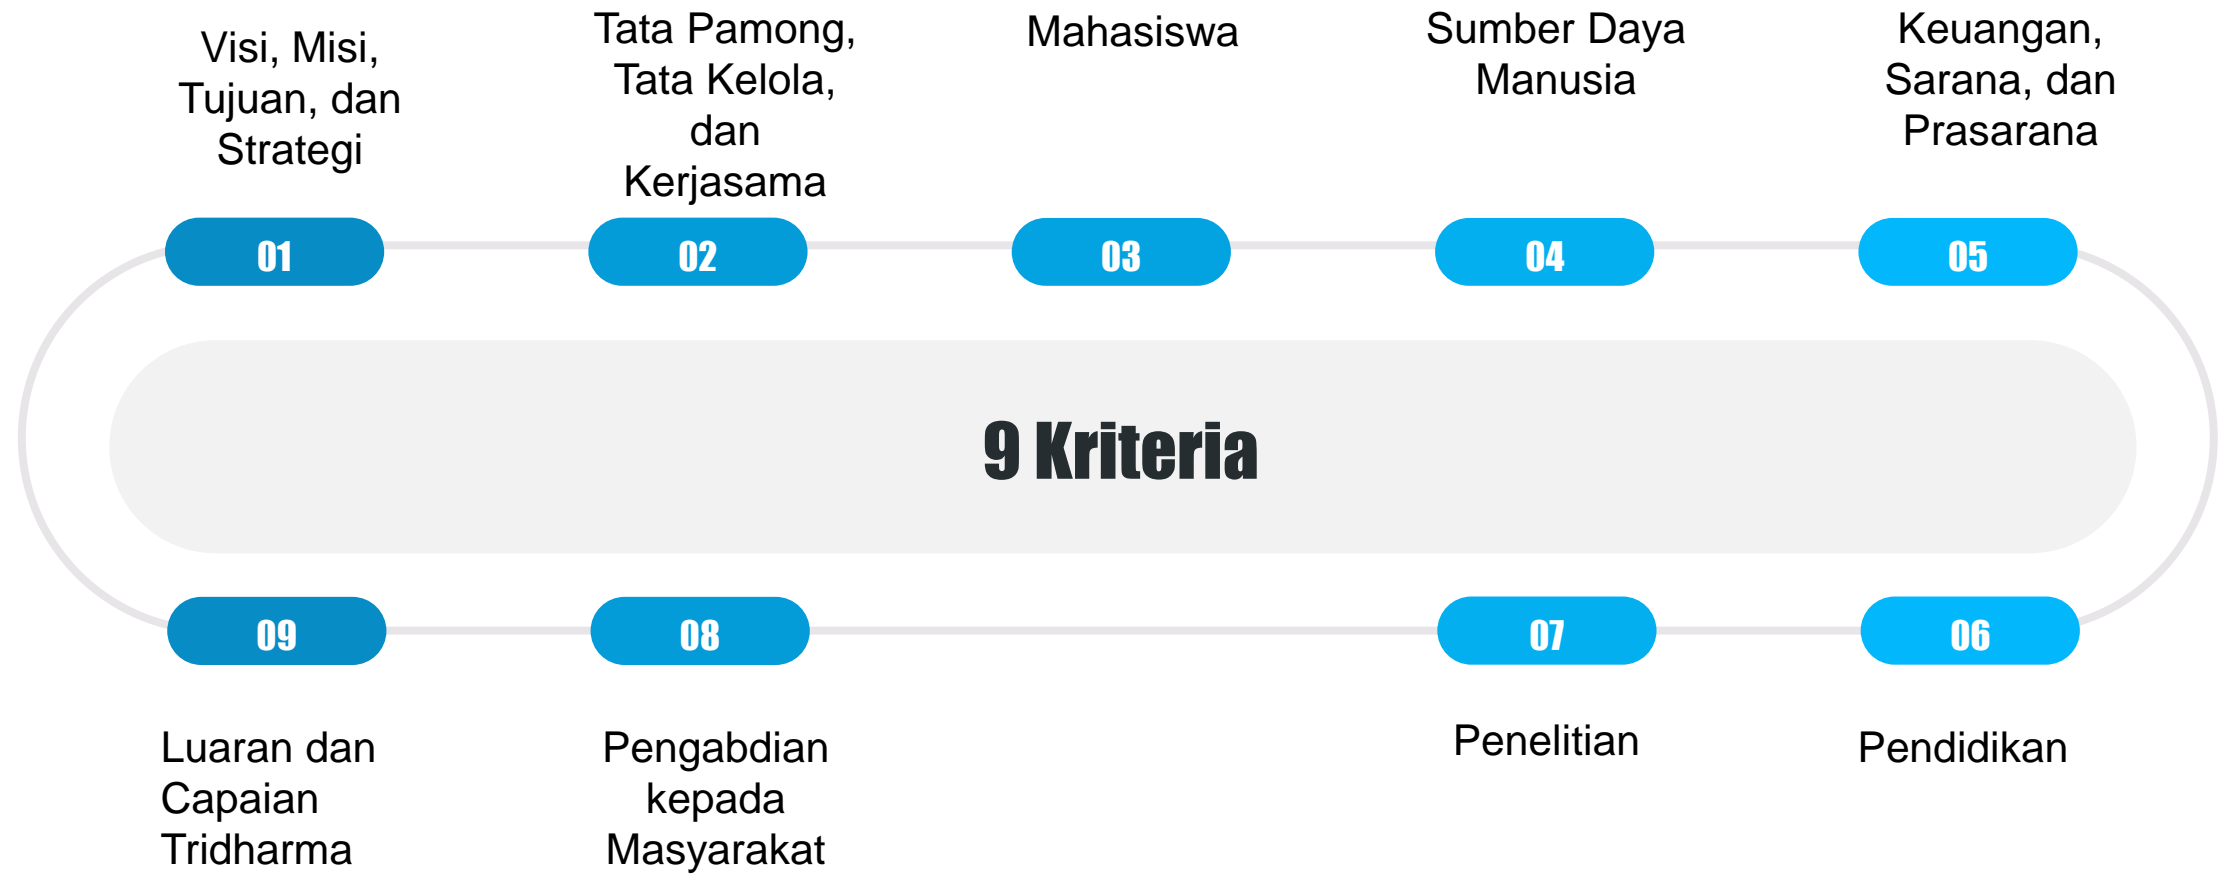 Visi, Misi,
Tujuan, dan
Strategi
Tata Pamong,
Tata Kelola,
dan
Kerjasama
Mahasiswa
Sumber Daya
Manusia
Keuangan,
Sarana, dan
Prasarana
01
02
03
04
05
9 Kriteria
09
08
07
06
Luaran dan
Capaian
Tridharma
Pengabdian
kepada
Masyarakat
Penelitian
Pendidikan